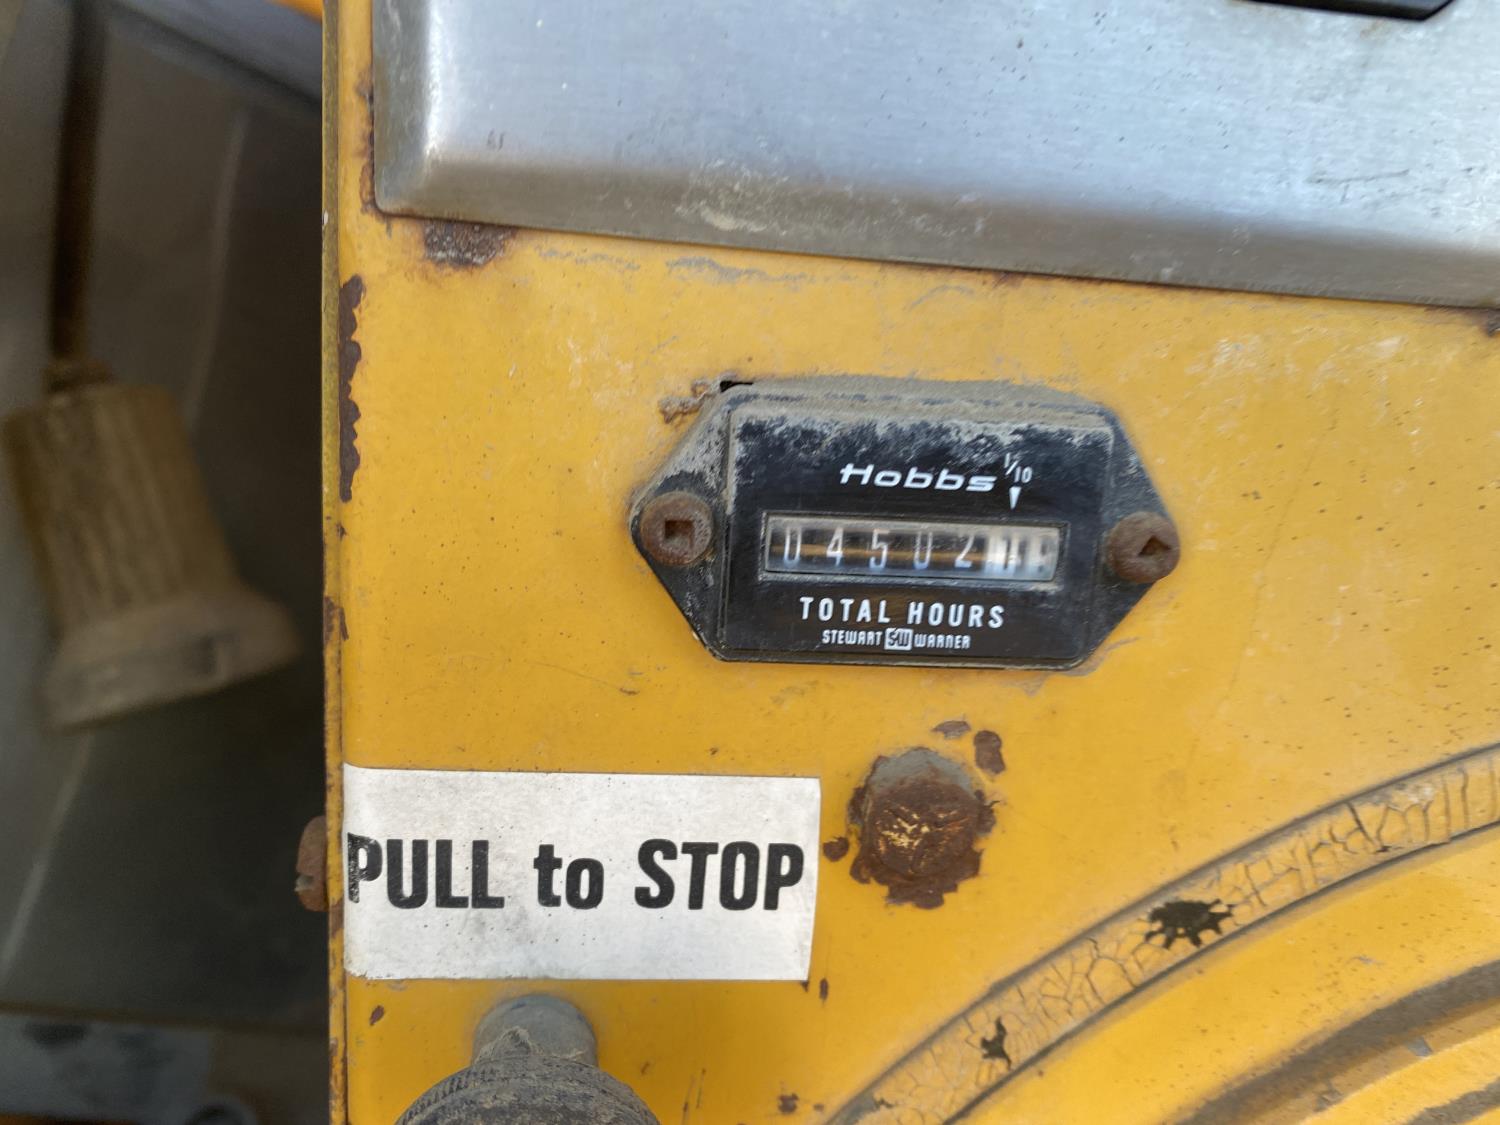 Hobbs 1/10
04502
TOTAL HOURS
STEWART SW WARNER
PULL to STOP